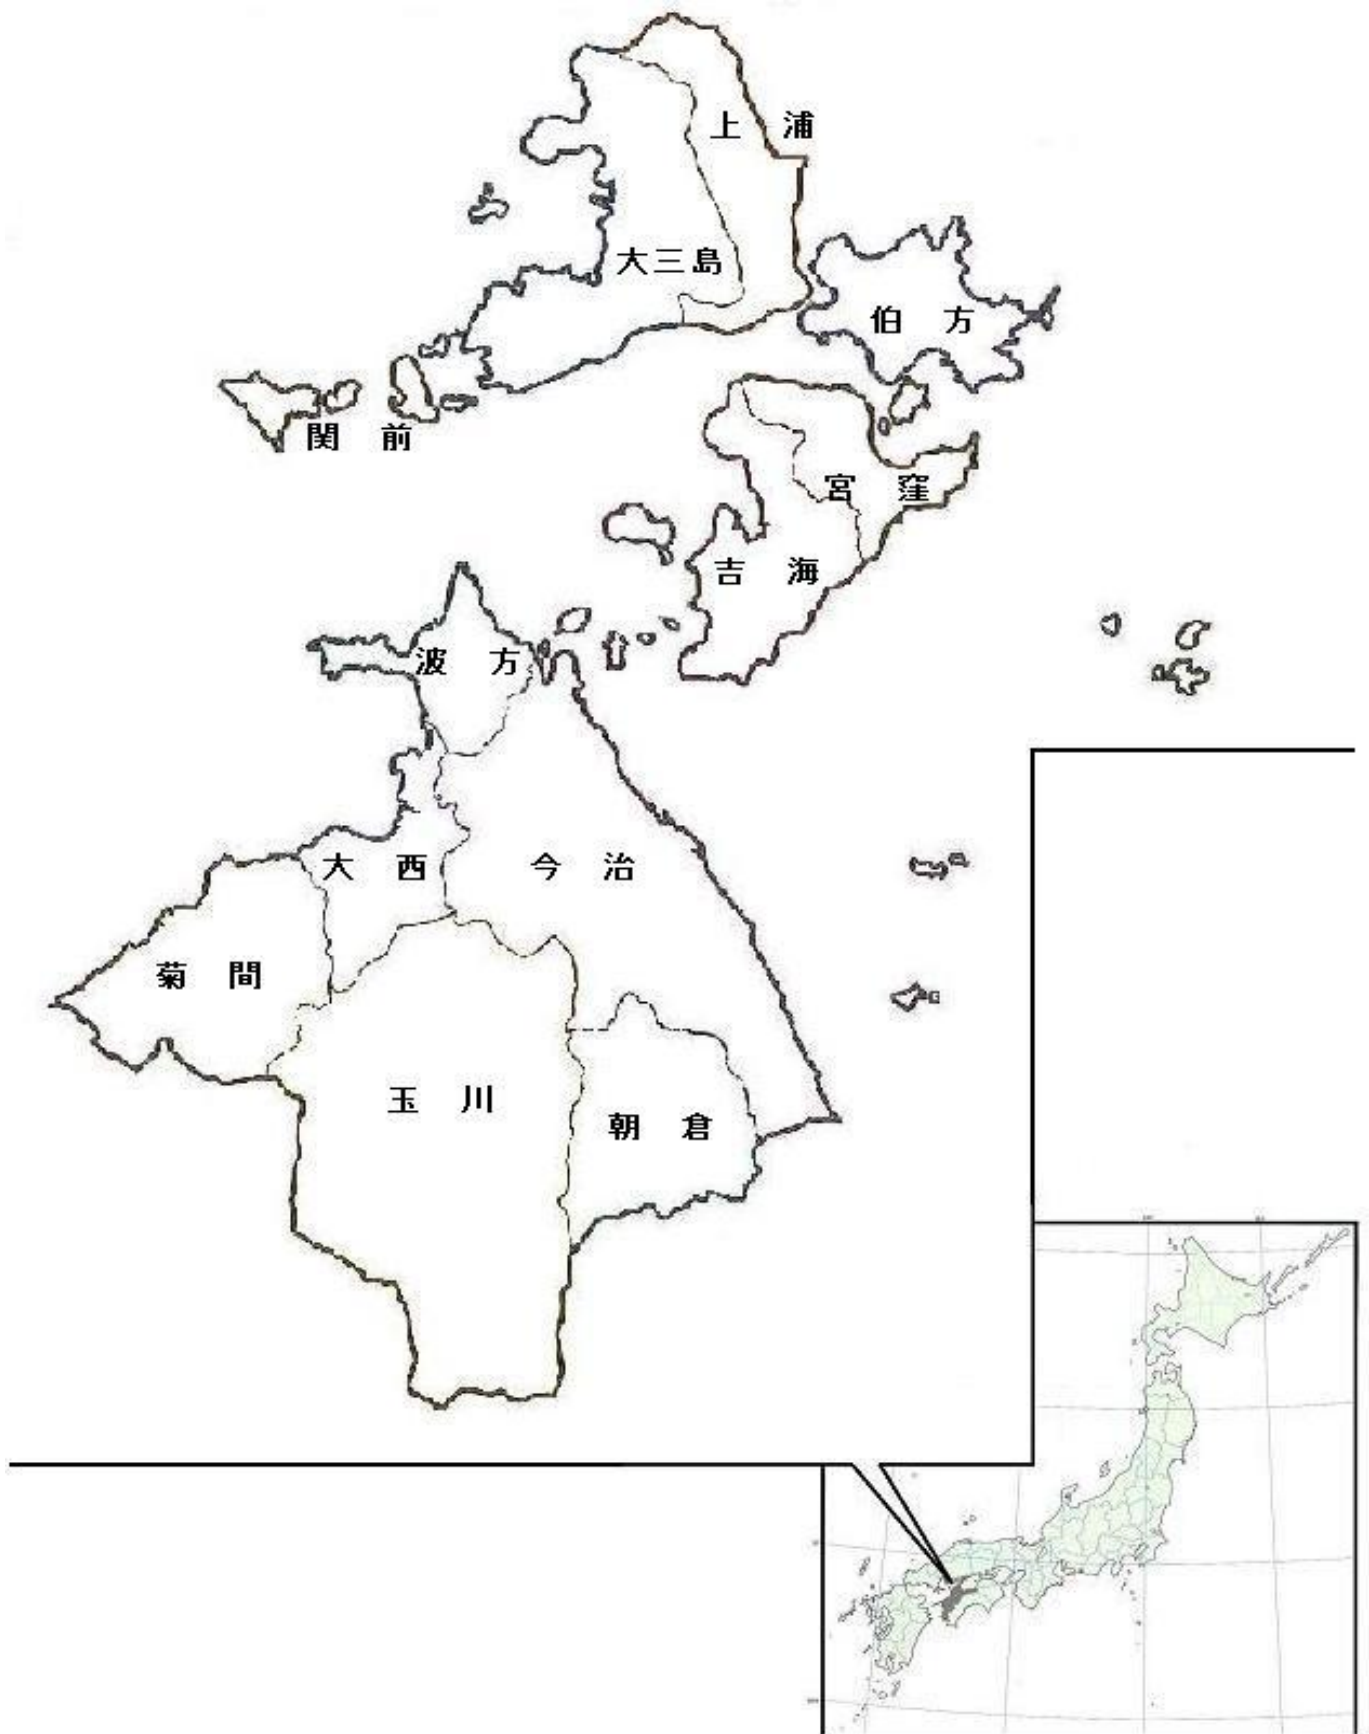 上浦
大三島
伯方
関前
宮窪
吉海
波方
大西
今治
菊間
玉川
朝倉